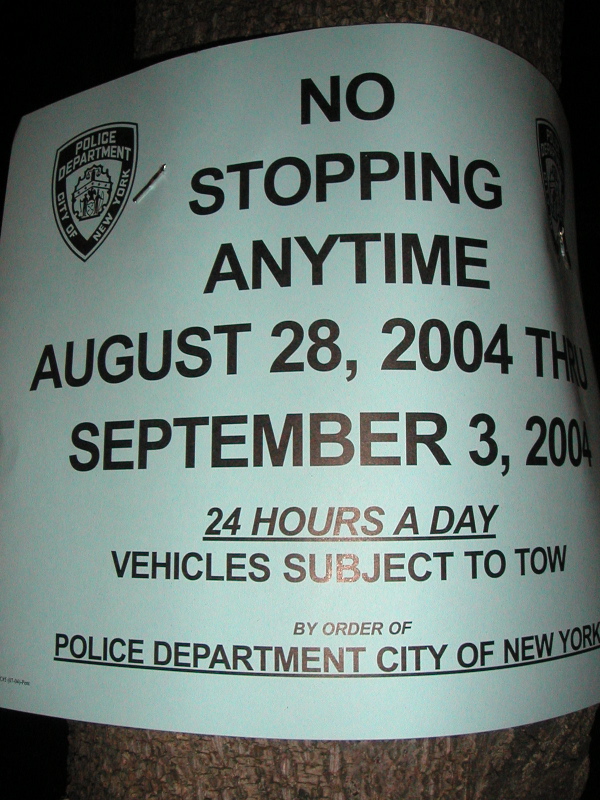 NO
STOPPING
ANYTIME
AUGUST 28, 2004 THRU
SEPTEMBER 3, 2004
24 HOURS A DAY
VEHICLES SUBJECT TO TOW
BY ORDER OF
POLICE DEPARTMENT CITY OF NEW YORK
POLICE
DEPARTMENT
CITY OF
NEW YORK